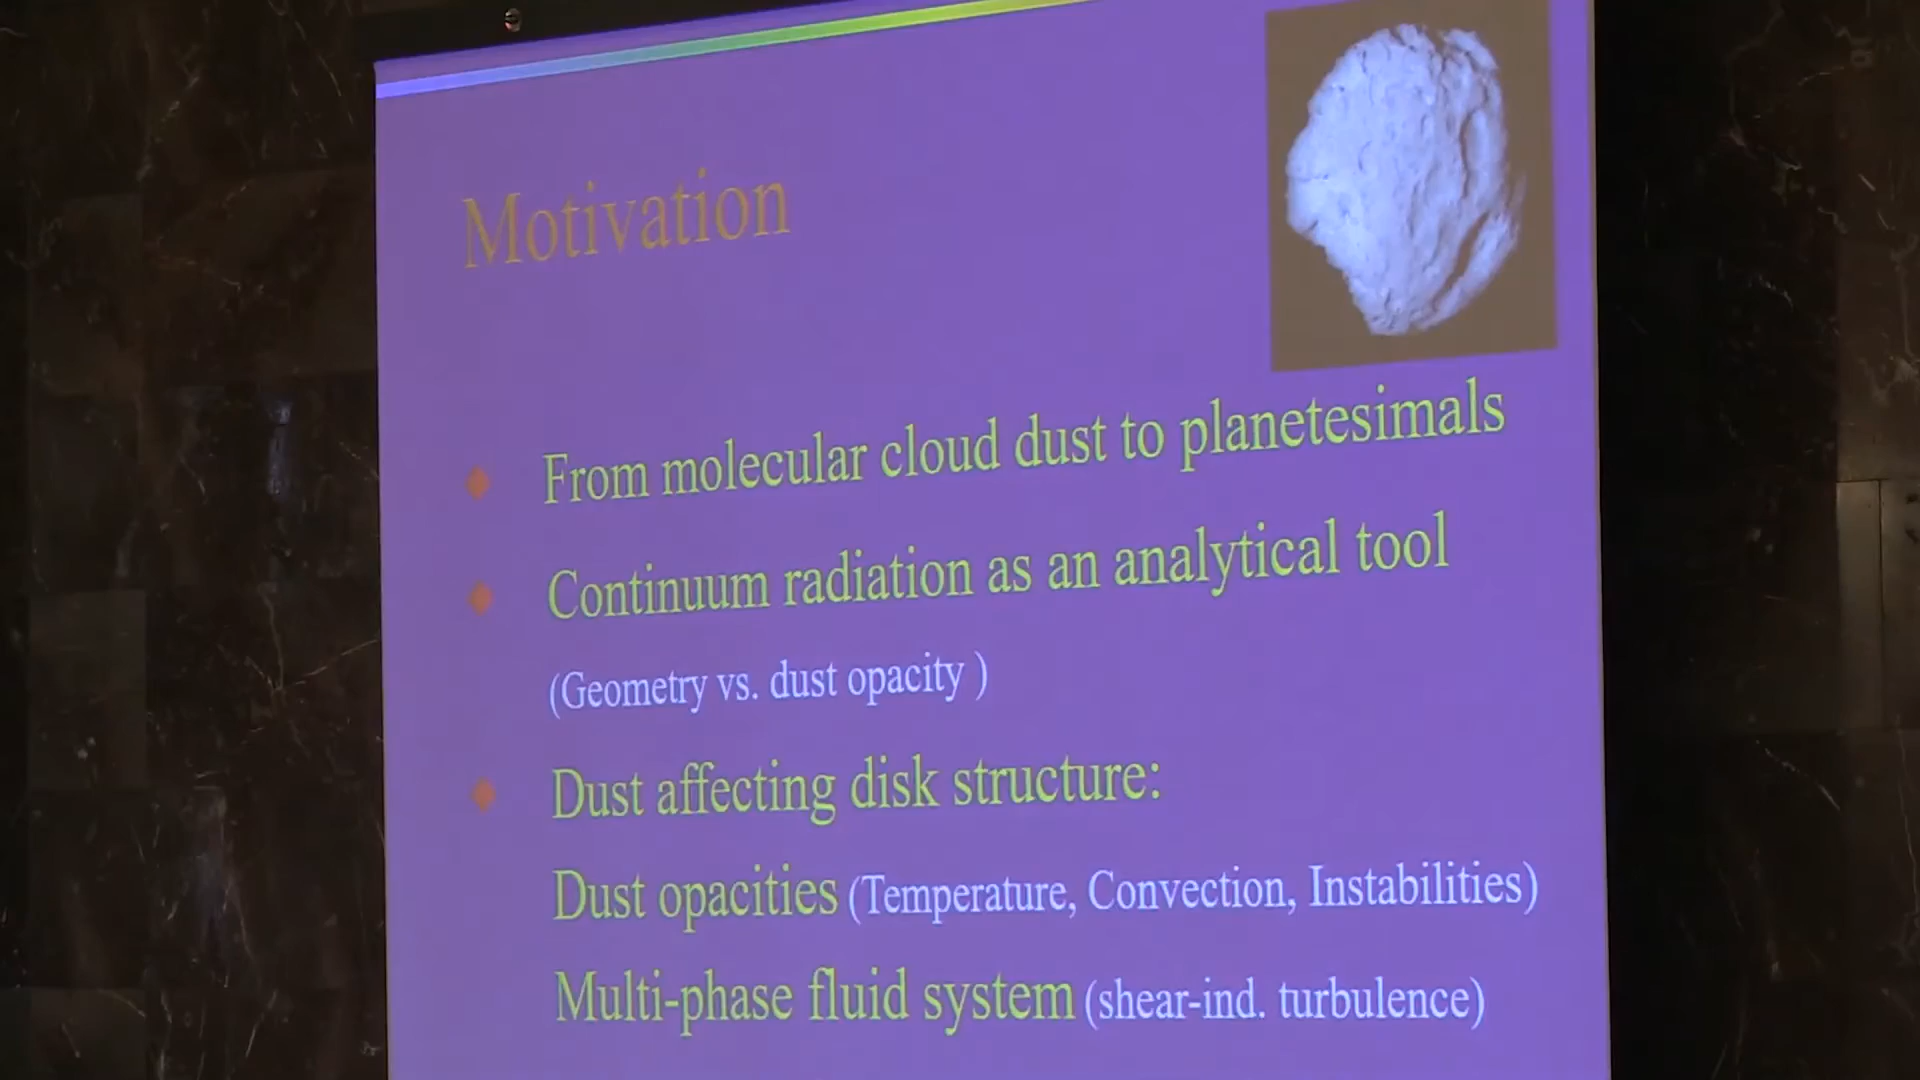 Motivation
From molecular cloud dust to planetesimals
Continuum radiation as an analytical tool
(Geometry vs. dust opacity )
Dust affecting disk structure:
Dust opacities (Temperature, Convection, Instabilities)
Multi-phase fluid system (shear-ind. turbulence)